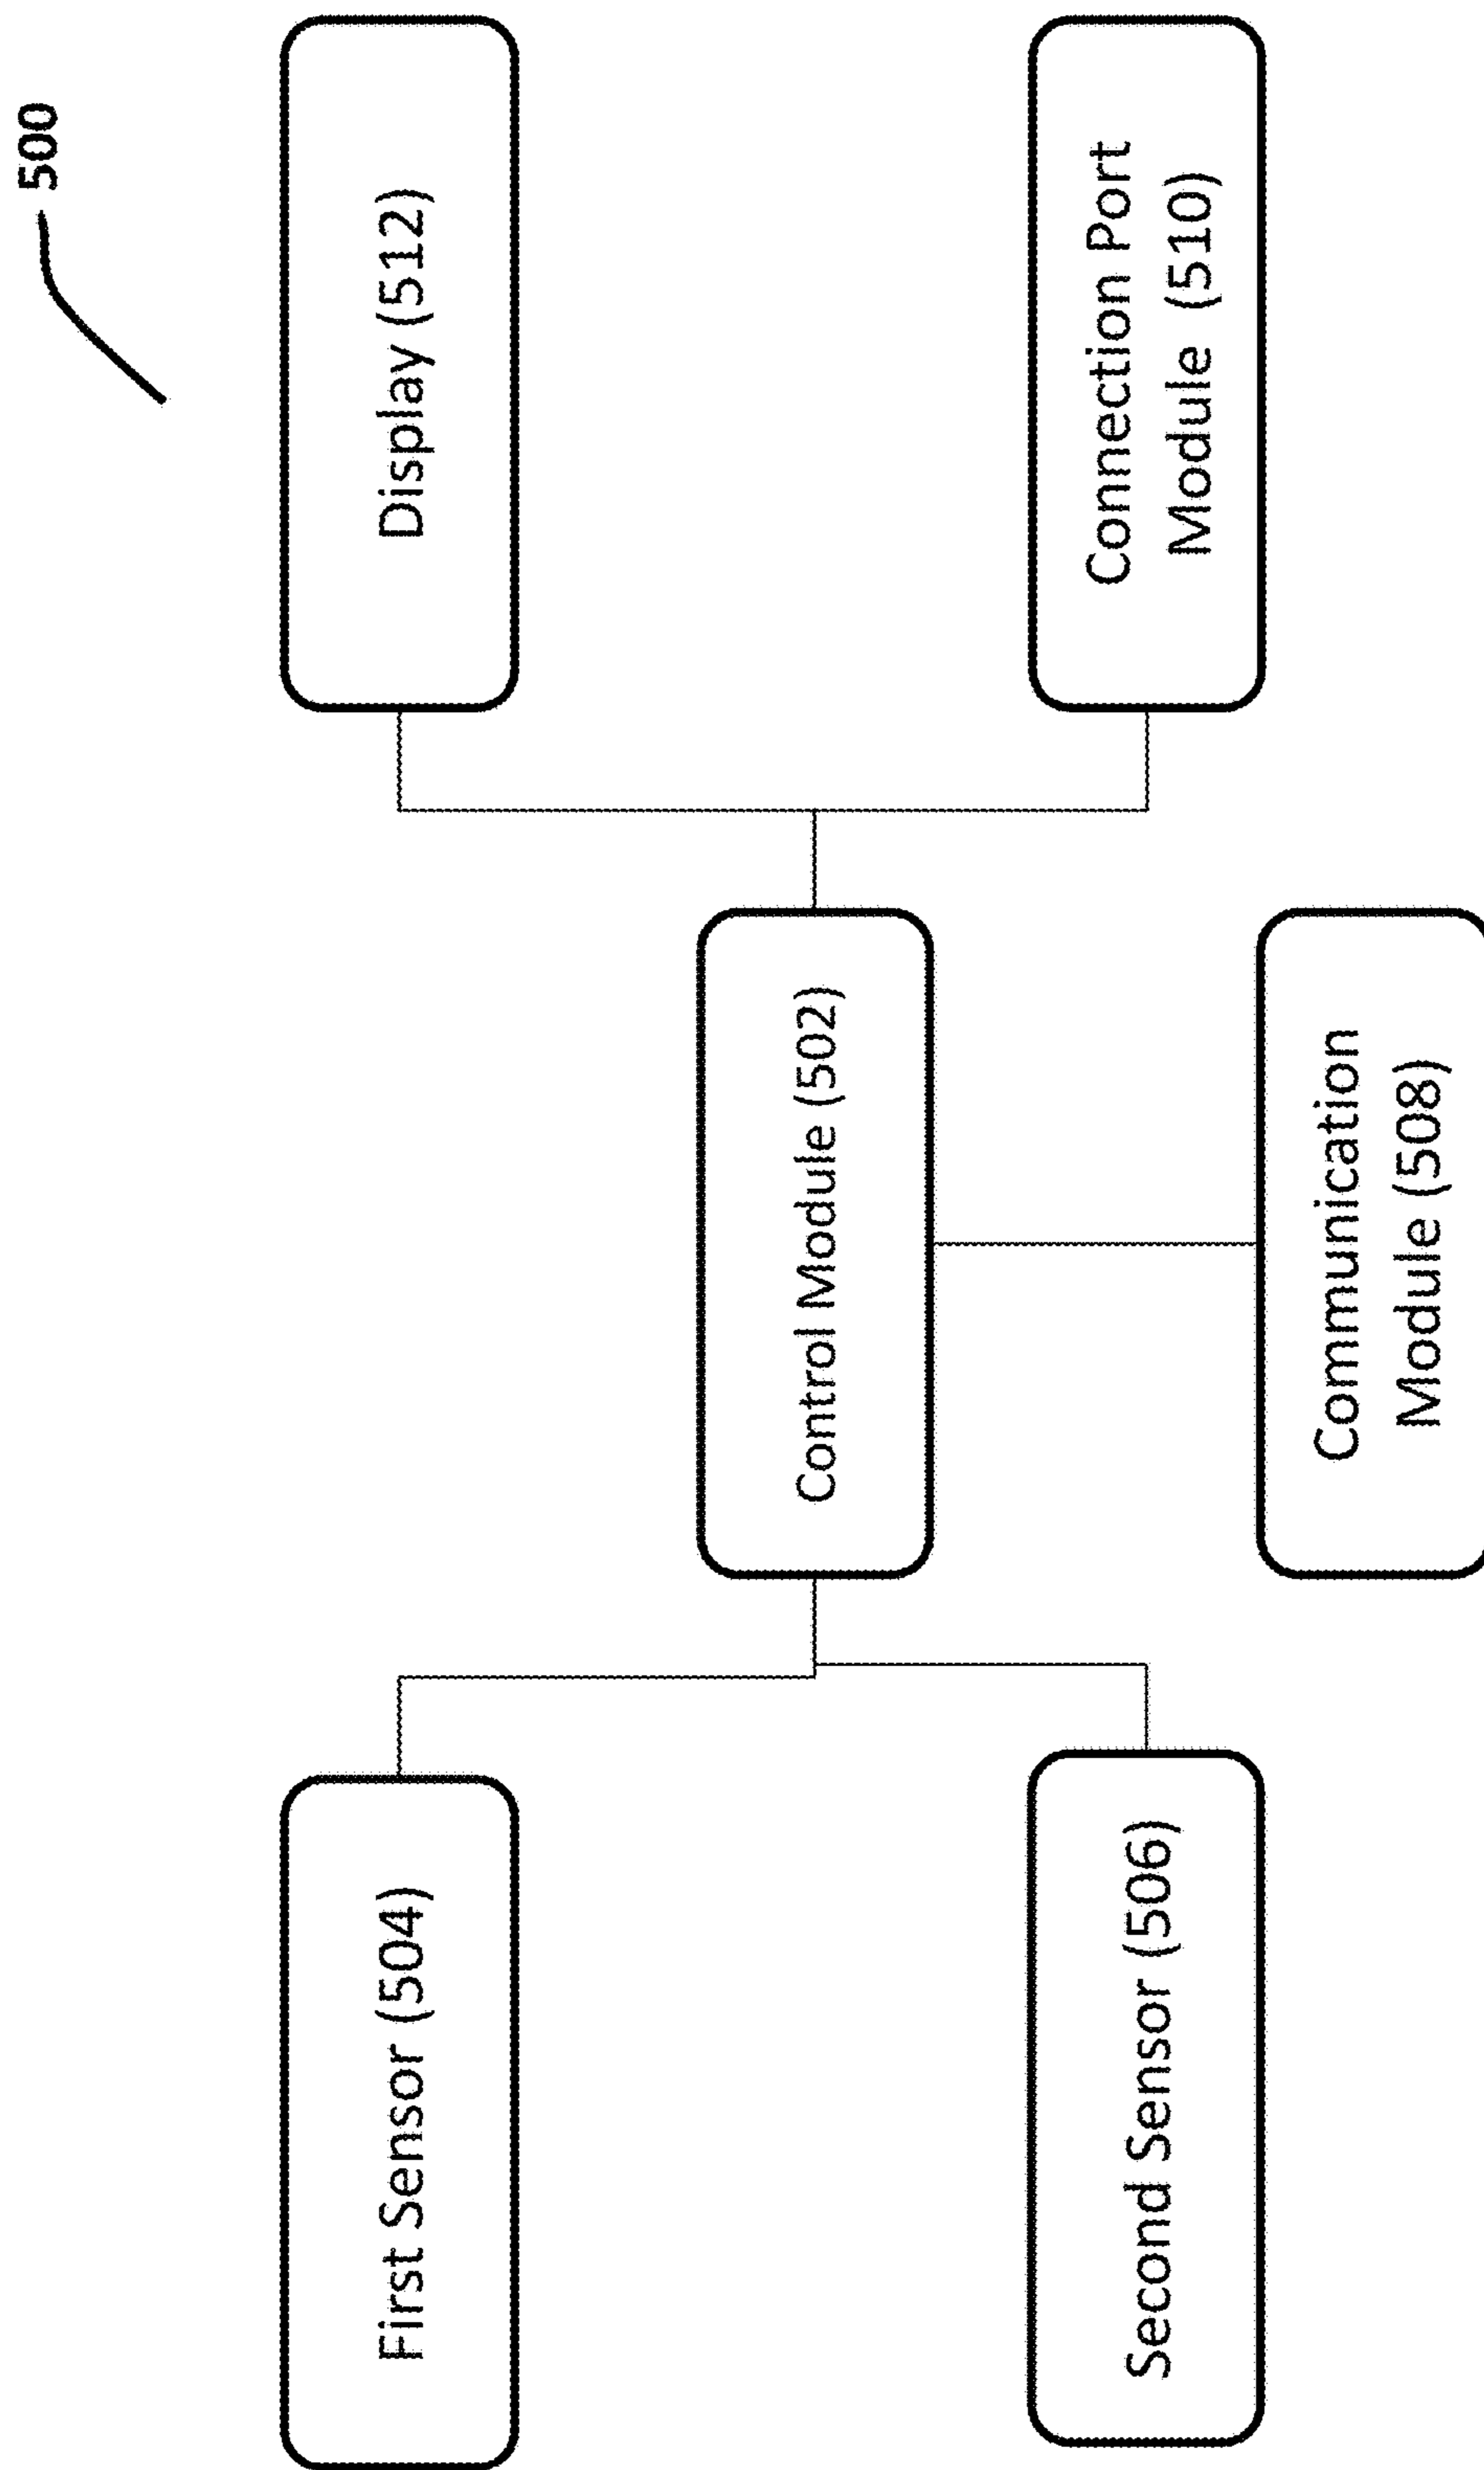 500
First Sensor (504)
Display (512)
Control Module (502)
Second Sensor (506)
Connection Port
Module (510)
Communication
Module (508)